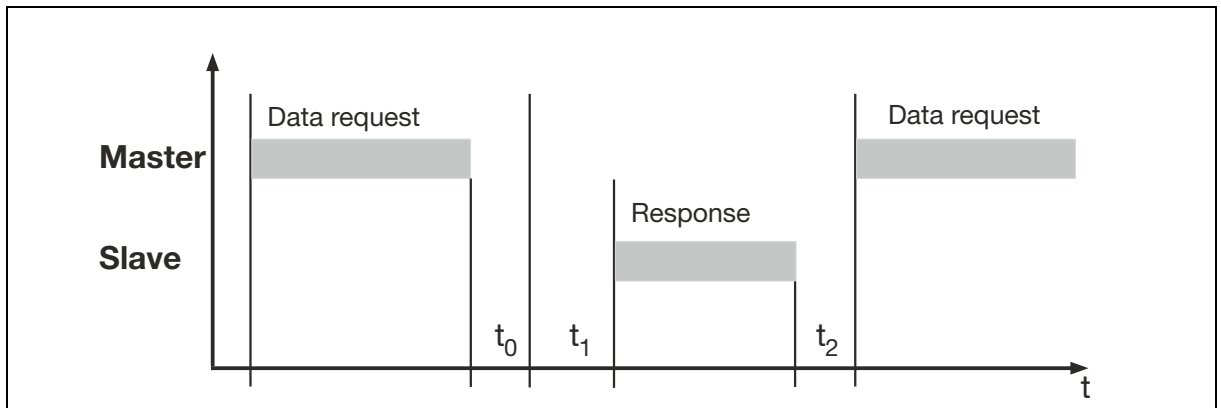 Data request
Data request
Master
Response
Slave
t0
t1
t2
t